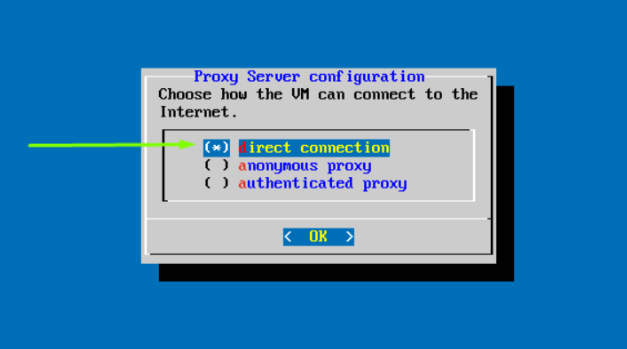 Proxy Server configuration
Choose how the VM can connect to the
Internet.
(*) direct connection
( ) anonymous proxy
( ) authenticated proxy
< OK >